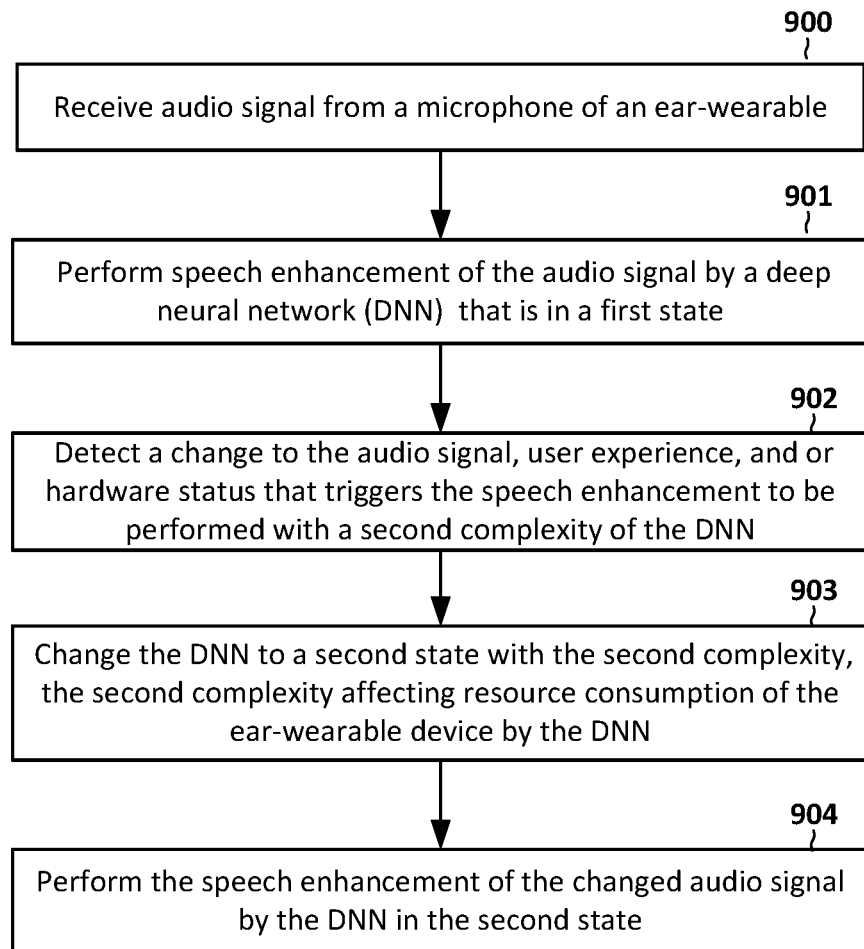 900
Receive audio signal from a microphone of an ear-wearable
901
Perform speech enhancement of the audio signal by a deep
neural network (DNN) that is in a first state
902
Detect a change to the audio signal, user experience, and or
hardware status that triggers the speech enhancement to be
performed with a second complexity of the DNN
903
Change the DNN to a second state with the second complexity,
the second complexity affecting resource consumption of the
ear-wearable device by the DNN
904
Perform the speech enhancement of the changed audio signal
by the DNN in the second state